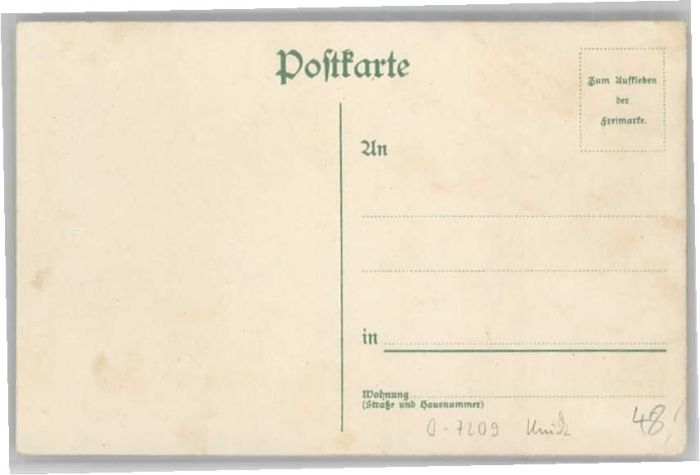 Postkarte
Zum Aufkleben
der
Freimarke.
An
in
Wohnung
(Straße und Hausnummer)
O-7209
48,